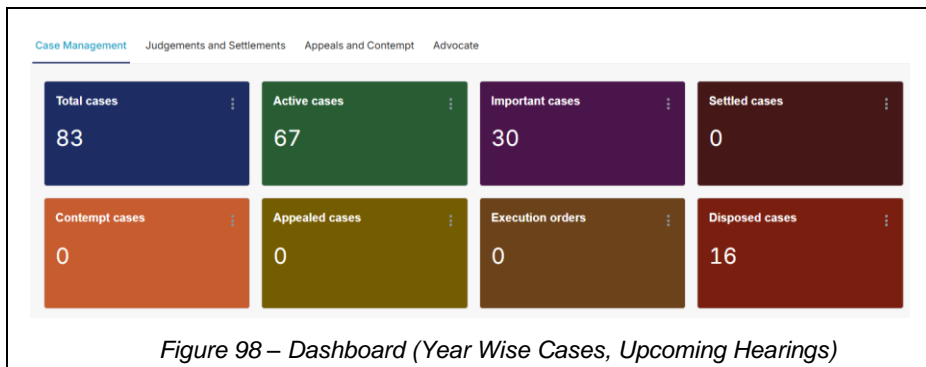 Case Management Judgements and Settlements Appeals and Contempt Advocate
Total cases Active cases Important cases Settled cases
83 67 30 0
Contempt cases Appealed cases Execution orders Disposed cases
0 0 0 16
Figure 98 – Dashboard (Year Wise Cases, Upcoming Hearings)